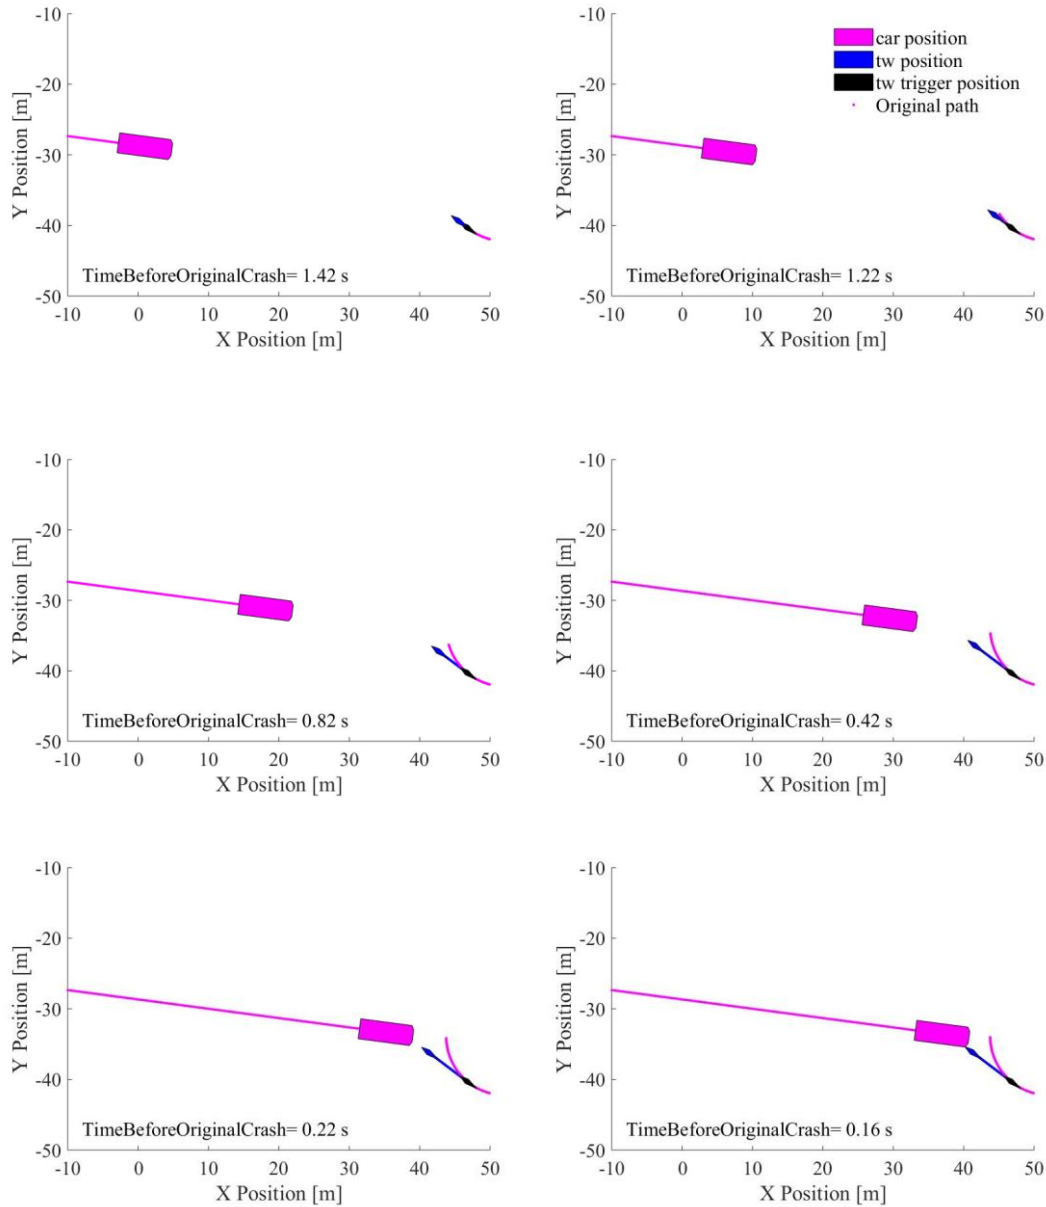 -10
-20
-30
-40
-50
Y Position [m]
TimeBeforeOriginalCrash= 1.42 s
-10 0 10 20 30 40 50
X Position [m]
-10
-20
-30
-40
-50
Y Position [m]
car position
tw position
tw trigger position
Original path
TimeBeforeOriginalCrash= 1.22 s
-10 0 10 20 30 40 50
X Position [m]
-10
-20
-30
-40
-50
Y Position [m]
TimeBeforeOriginalCrash= 0.82 s
-10 0 10 20 30 40 50
X Position [m]
-10
-20
-30
-40
-50
Y Position [m]
TimeBeforeOriginalCrash= 0.42 s
-10 0 10 20 30 40 50
X Position [m]
-10
-20
-30
-40
-50
Y Position [m]
TimeBeforeOriginalCrash= 0.22 s
-10 0 10 20 30 40 50
X Position [m]
-10
-20
-30
-40
-50
Y Position [m]
TimeBeforeOriginalCrash= 0.16 s
-10 0 10 20 30 40 50
X Position [m]